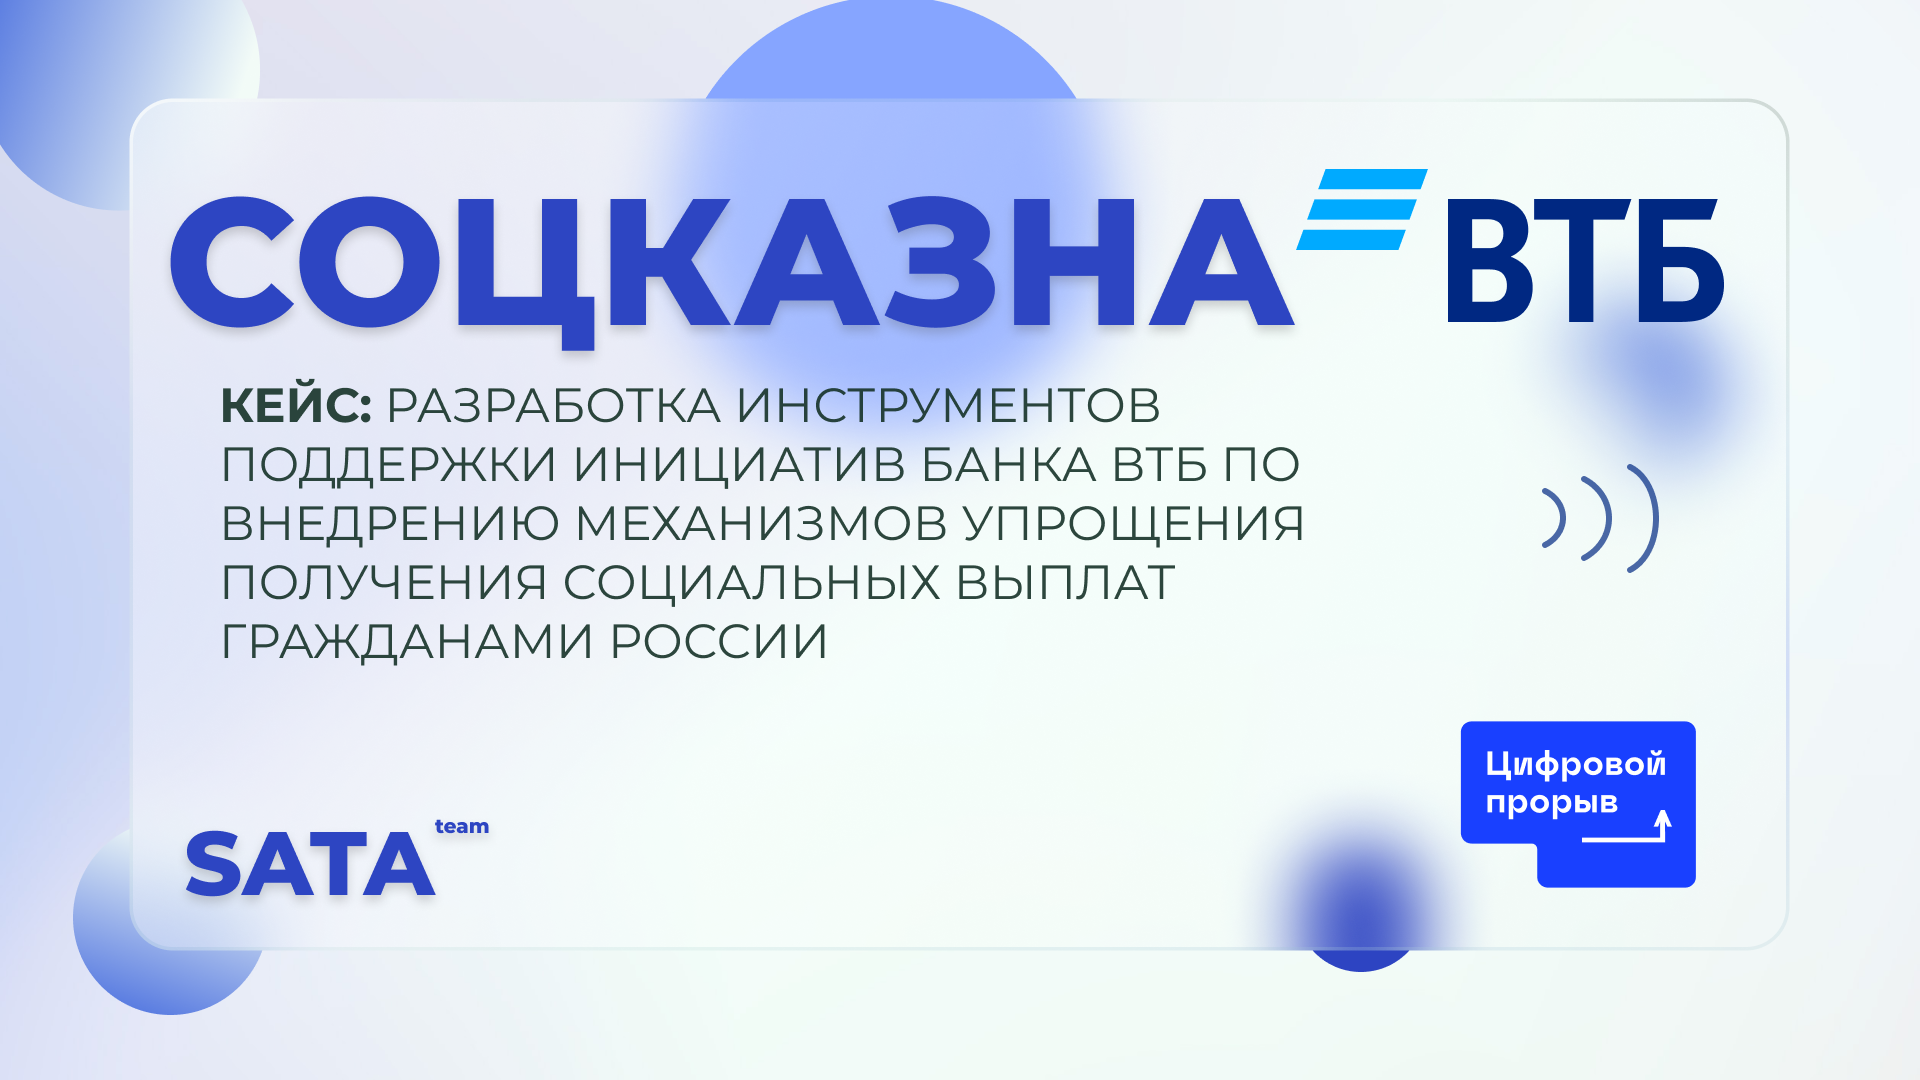 СОЦКАЗНА ВТБ
КЕЙС: РАЗРАБОТКА ИНСТРУМЕНТОВ
ПОДДЕРЖКИ ИНИЦИАТИВ БАНКА ВТБ ПО
ВНЕДРЕНИЮ МЕХАНИЗМОВ УПРОЩЕНИЯ
ПОЛУЧЕНИЯ СОЦИАЛЬНЫХ ВЫПЛАТ
ГРАЖДАНАМИ РОССИИ
Цифровой
прорыв
SATA team